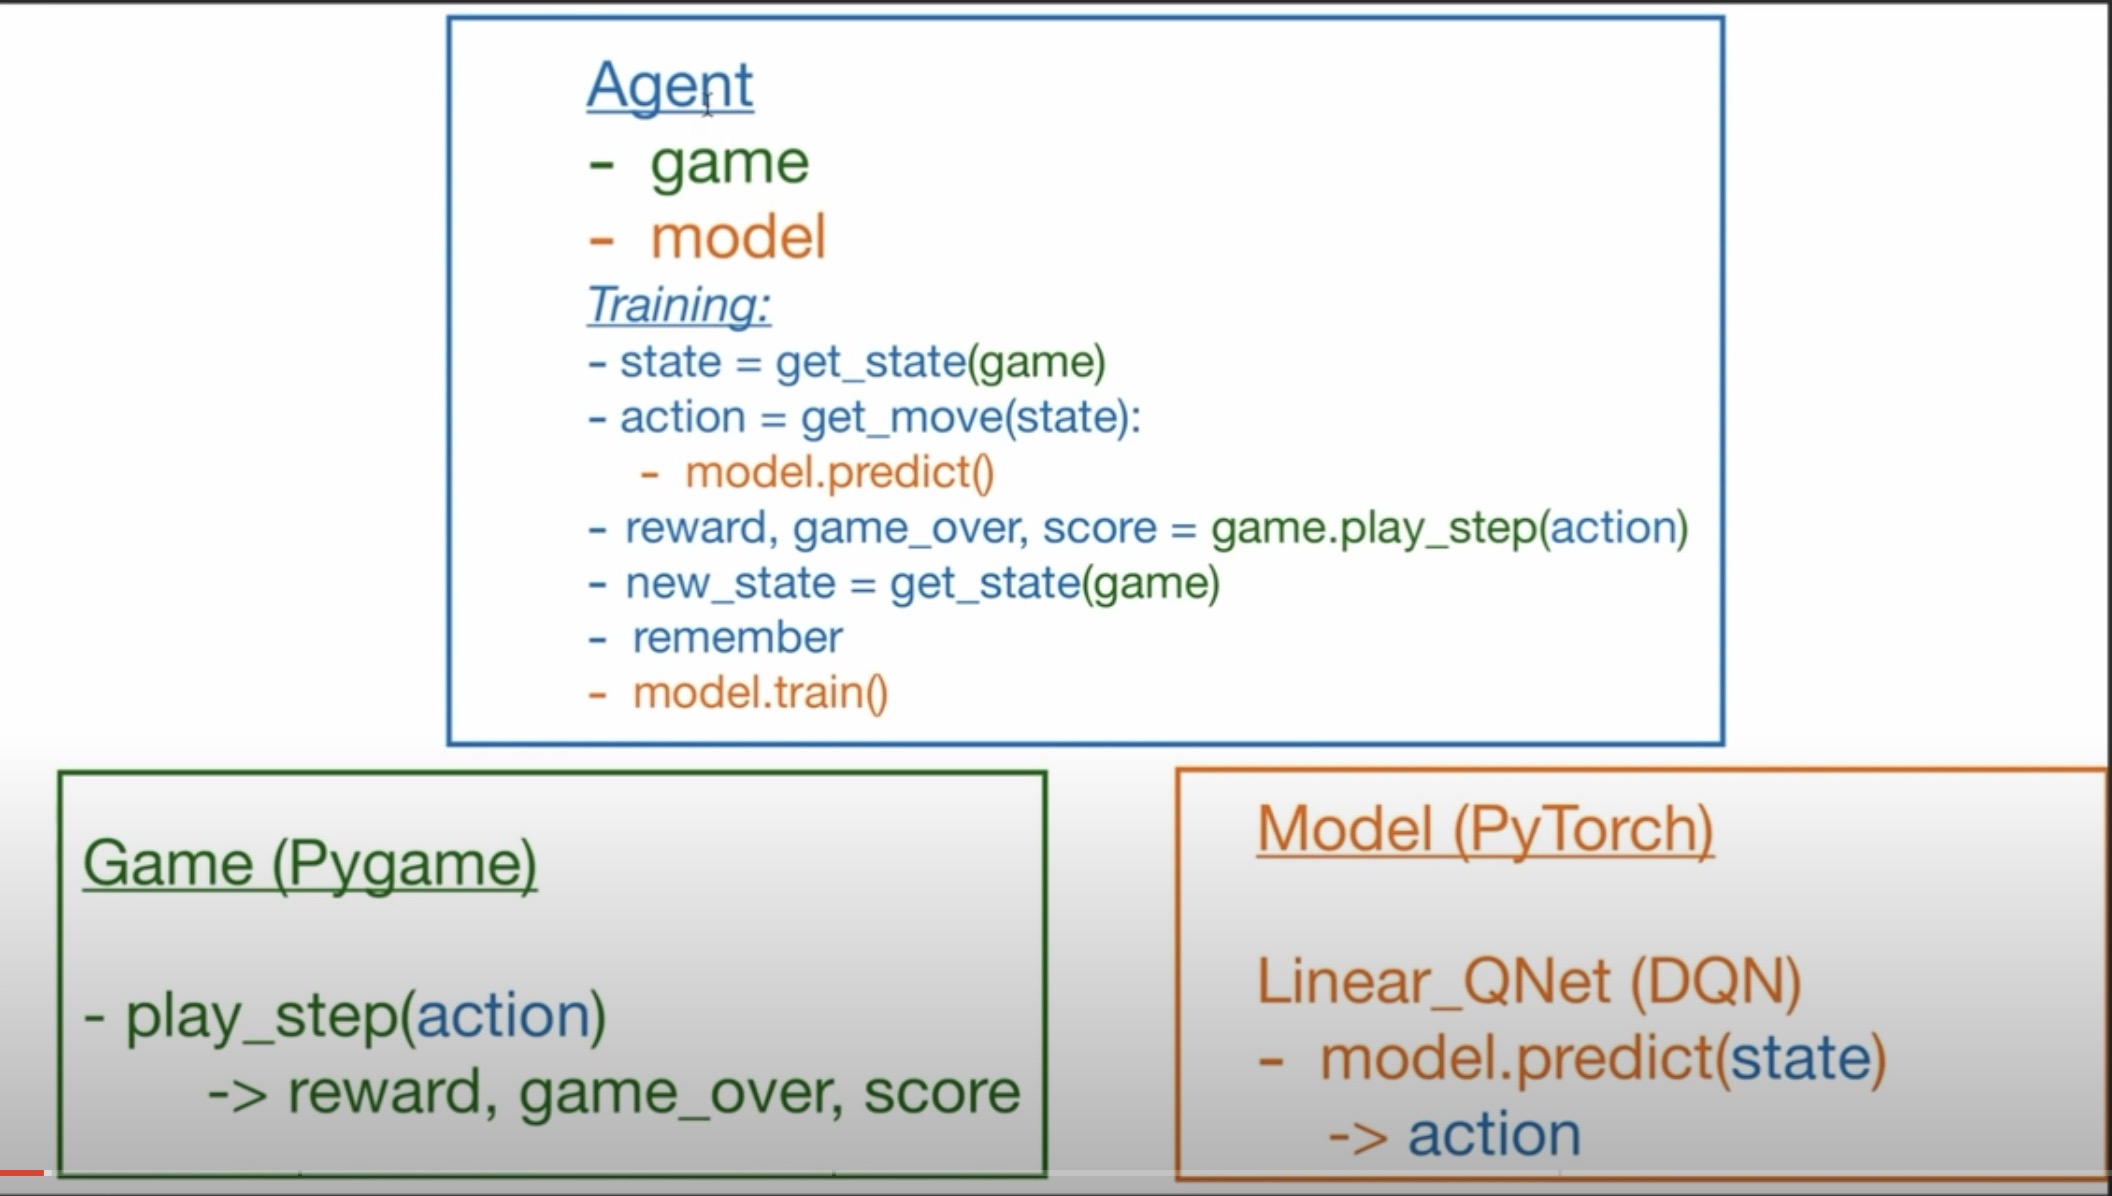 Agent
- game
- model
Training:
- state = get_state(game)
- action = get_move(state):
- model.predict()
- reward, game_over, score = game.play_step(action)
- new_state = get_state(game)
- remember
- model.train()
Game (Pygame)
- play_step(action)
-> reward, game_over, score
Model (PyTorch)
Linear_QNet (DQN)
- model.predict(state)
-> action